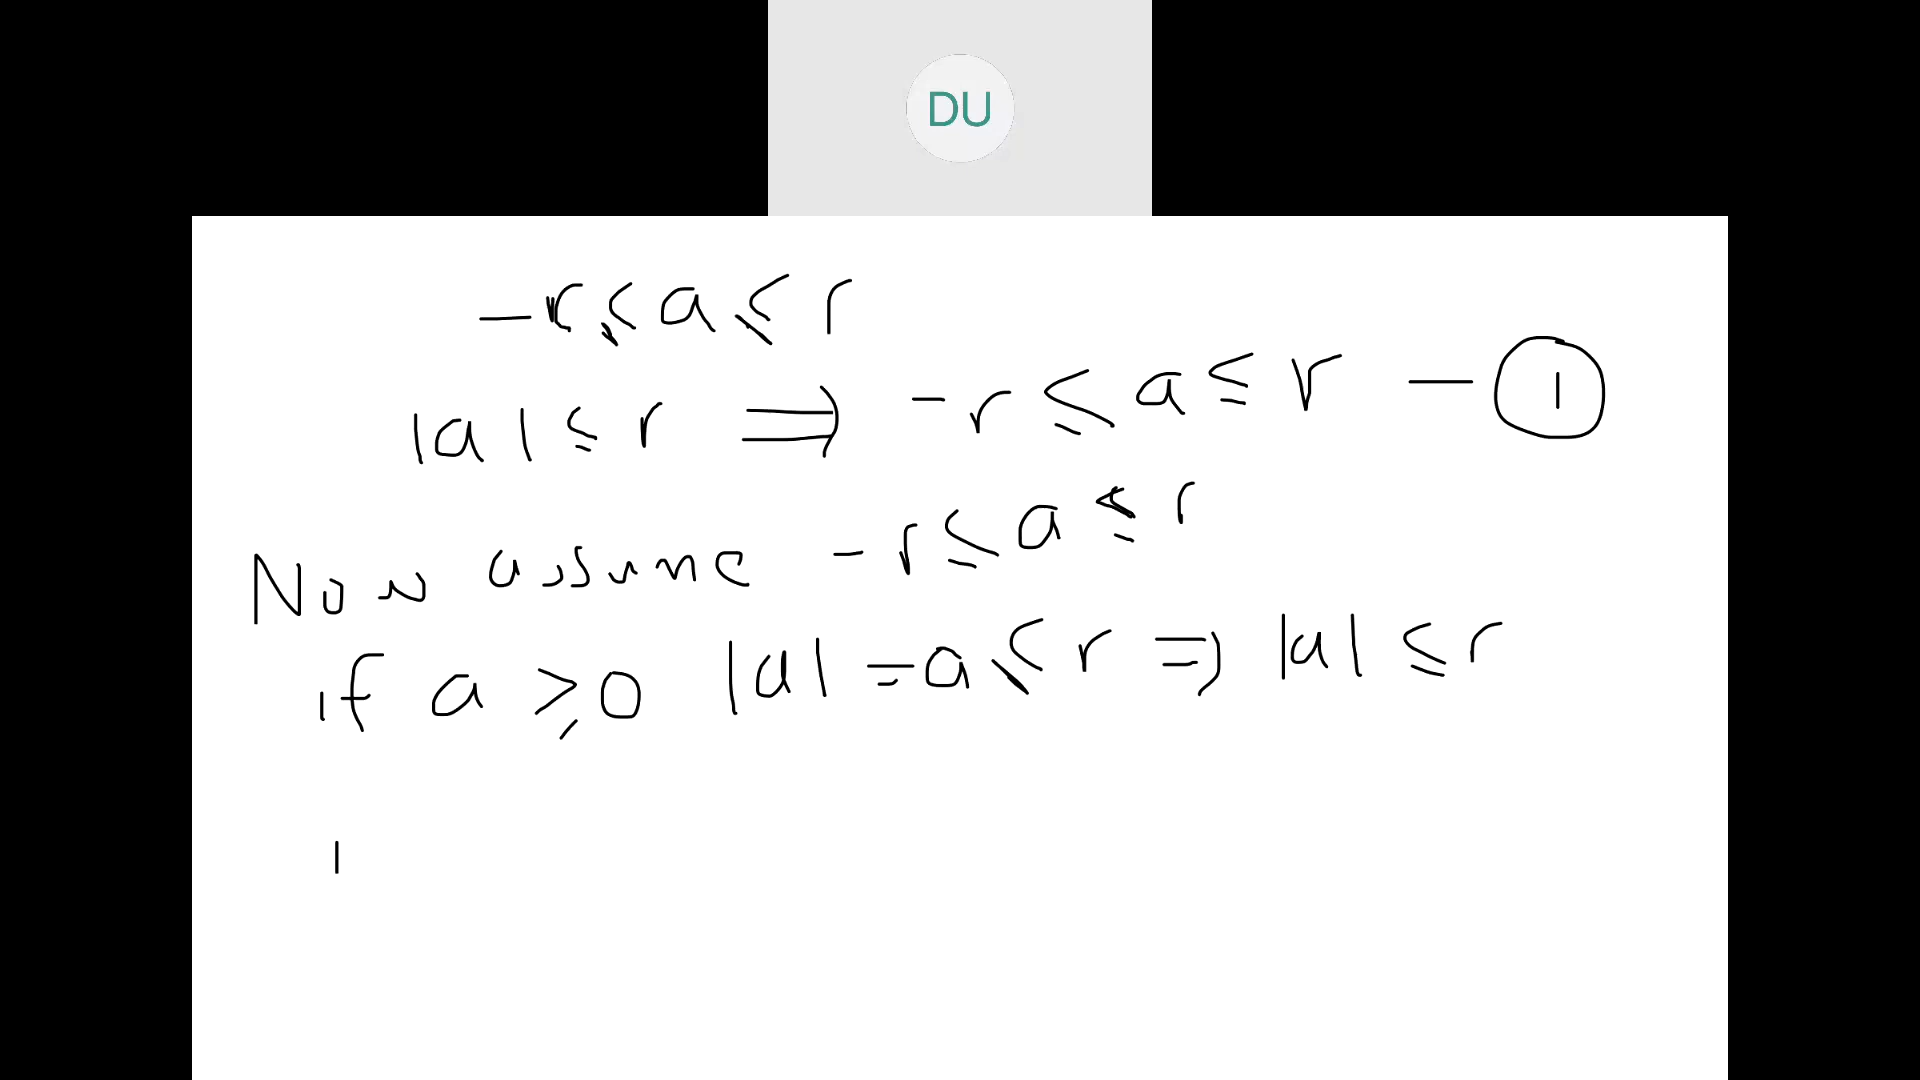 DU
-r ≤ a ≤ r
|a| ≤ r ⇒ -r ≤ a ≤ r — ①
Now assume -r ≤ a ≤ r
if a ≥ 0 |a| = a ≤ r ⇒ |a| ≤ r